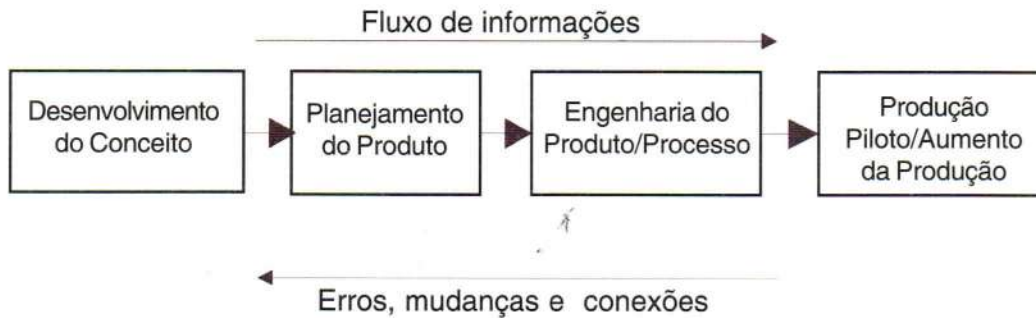 Fluxo de informações
Desenvolvimento
do Conceito
Planejamento
do Produto
Engenharia do
Produto/Processo
Produção
Piloto/Aumento
da Produção
Erros, mudanças e conexões